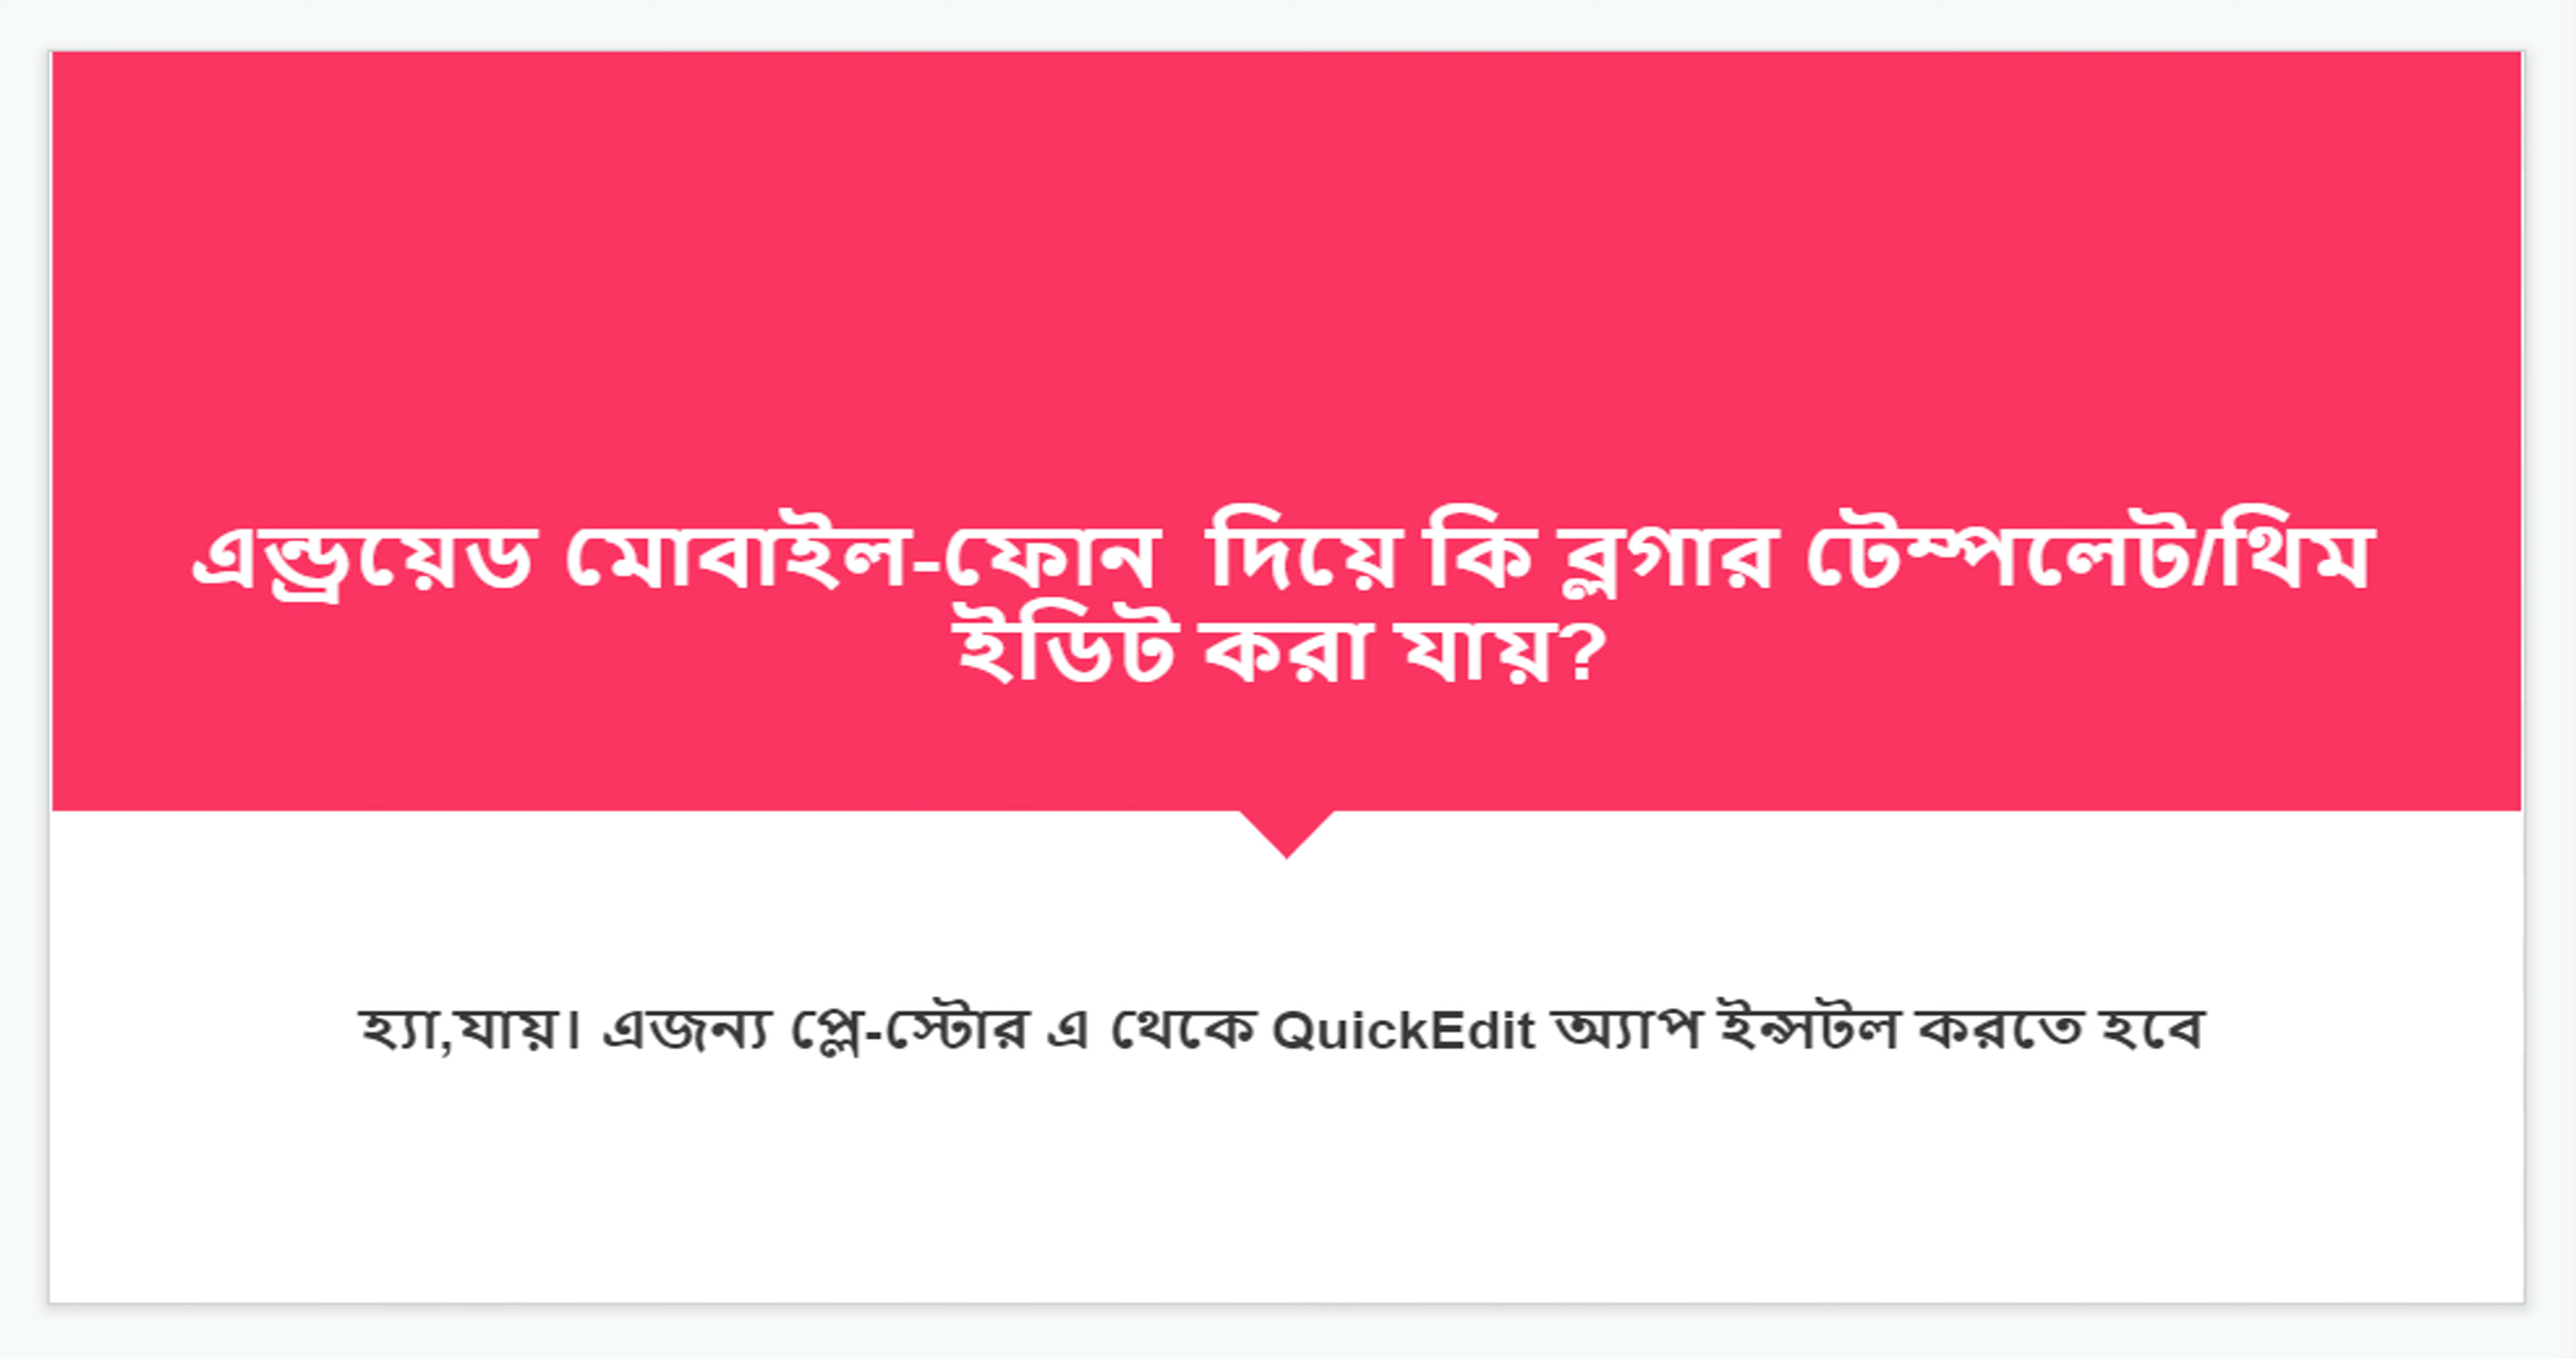 এন্ড্রয়েড মোবাইল-ফোন  দিয়ে কি ব্লগার টেম্পলেট/থিম
ইডিট করা যায়?
হ্যা,যায়। এজন্য প্লে-স্টোর এ থেকে QuickEdit অ্যাপ ইন্সটল করতে হবে